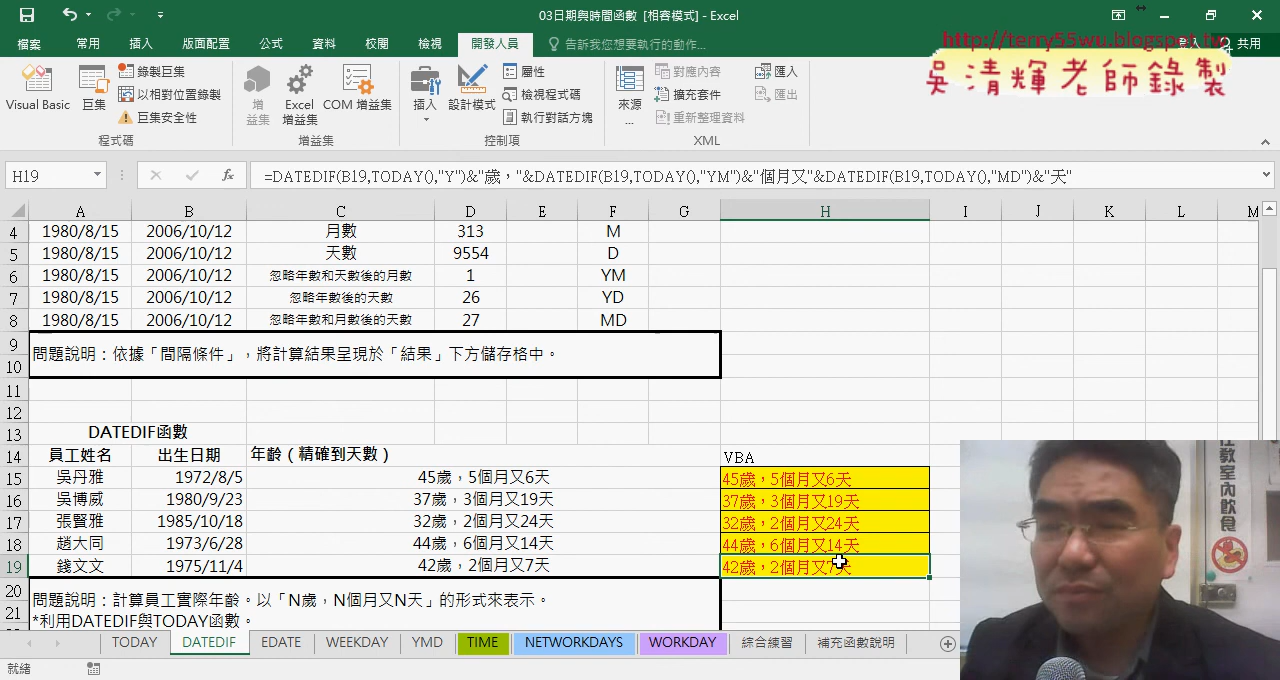 03日期與時間函數 [相容模式] - Excel
檔案 常用 插入 版面配置 公式 資料 校閱 檢視 開發人員 告訴我您想要執行的動作... 登入 共用
http://terry55wu.blogspot.tw
吳清輝老師錄製
Visual Basic 巨集 錄製巨集 以相對位置錄製 巨集安全性
增益集 Excel 增益集 COM 增益集
插入 設計模式 屬性 檢視程式碼 執行對話方塊
來源 ... 對應內容 擴充套件 重新整理資料 匯入 匯出
程式碼 增益集 控制項 XML
H19 fx =DATEDIF(B19,TODAY(),"Y")&"歲，"&DATEDIF(B19,TODAY(),"YM")&"個月又"&DATEDIF(B19,TODAY(),"MD")&"天"
A B C D E F G H I J K L M
4 1980/8/15 2006/10/12 月數 313 M
5 1980/8/15 2006/10/12 天數 9554 D
6 1980/8/15 2006/10/12 忽略年數和天數後的月數 1 YM
7 1980/8/15 2006/10/12 忽略年數後的天數 26 YD
8 1980/8/15 2006/10/12 忽略年數和月數後的天數 27 MD
9
10 問題說明：依據「間隔條件」，將計算結果呈現於「結果」下方儲存格中。
11
12
13 DATEDIF函數
14 員工姓名 出生日期 年齡（精確到天數） VBA
15 吳丹雅 1972/8/5 45歲，5個月又6天 45歲，5個月又6天
16 吳博威 1980/9/23 37歲，3個月又19天 37歲，3個月又19天
17 張賢雅 1985/10/18 32歲，2個月又24天 32歲，2個月又24天
18 趙大同 1973/6/28 44歲，6個月又14天 44歲，6個月又14天
19 錢文文 1975/11/4 42歲，2個月又7天 42歲，2個月又7天
20 問題說明：計算員工實際年齡。以「N歲，N個月又N天」的形式來表示。
21 *利用DATEDIF與TODAY函數。
TODAY DATEDIF EDATE WEEKDAY YMD TIME NETWORKDAYS WORKDAY 綜合練習 補充函數說明
就緒
教室內飲食